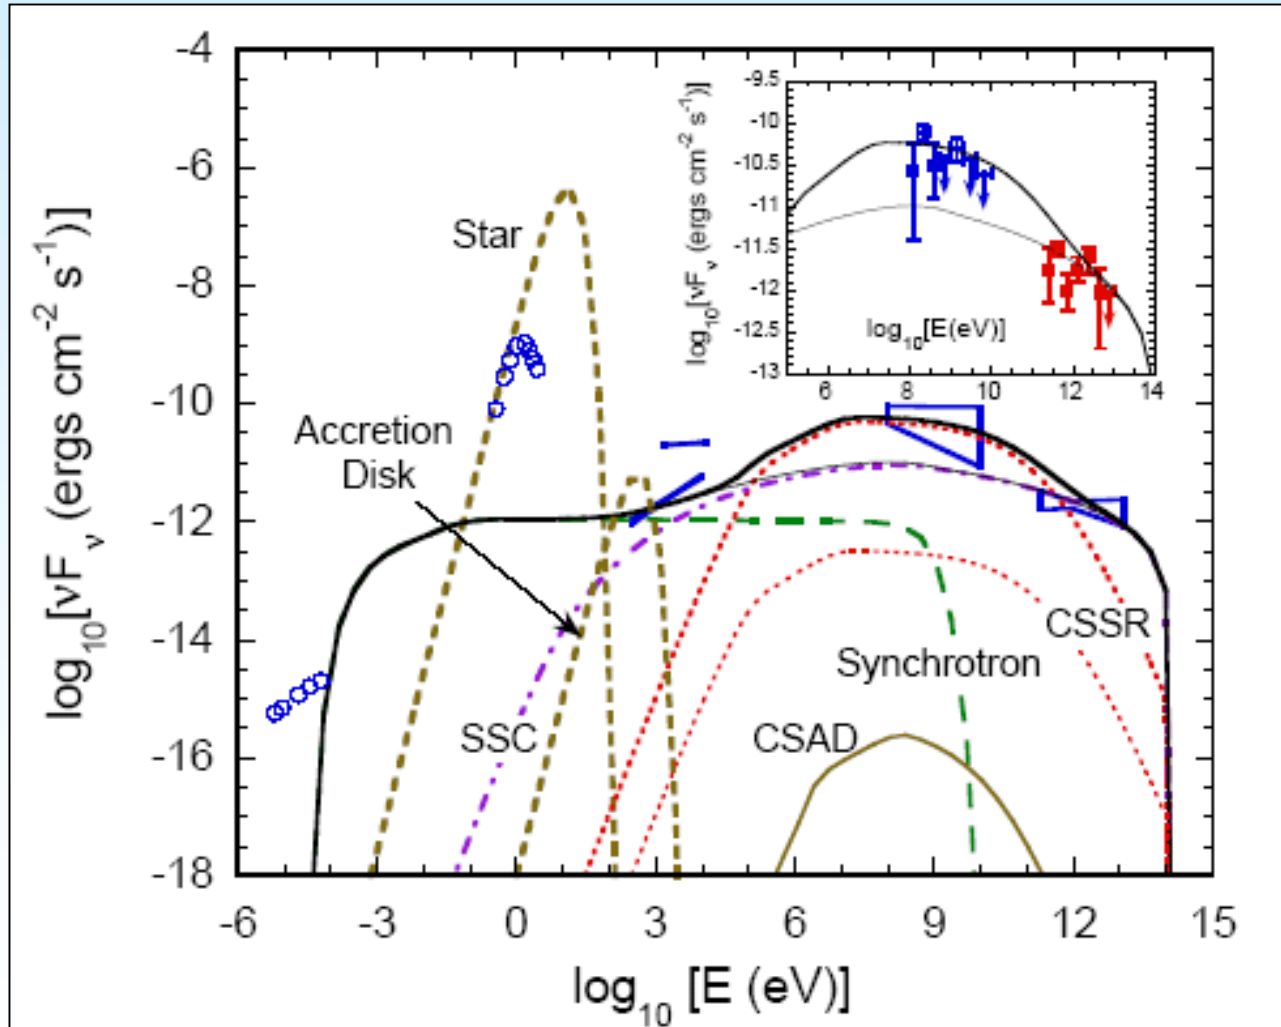 log10[νFν (ergs cm-2 s-1)]
-4
-6
-8
-10
-12
-14
-16
-18
-6
-3
0
3
6
9
12
15
log10 [E (eV)]
Star
Accretion
Disk
SSC
CSAD
Synchrotron
CSSR
log10[νFν (ergs cm-2 s-1)]
-9.5
-10
-10.5
-11
-11.5
-12
-12.5
-13
log10[E(eV)]
6
8
10
12
14